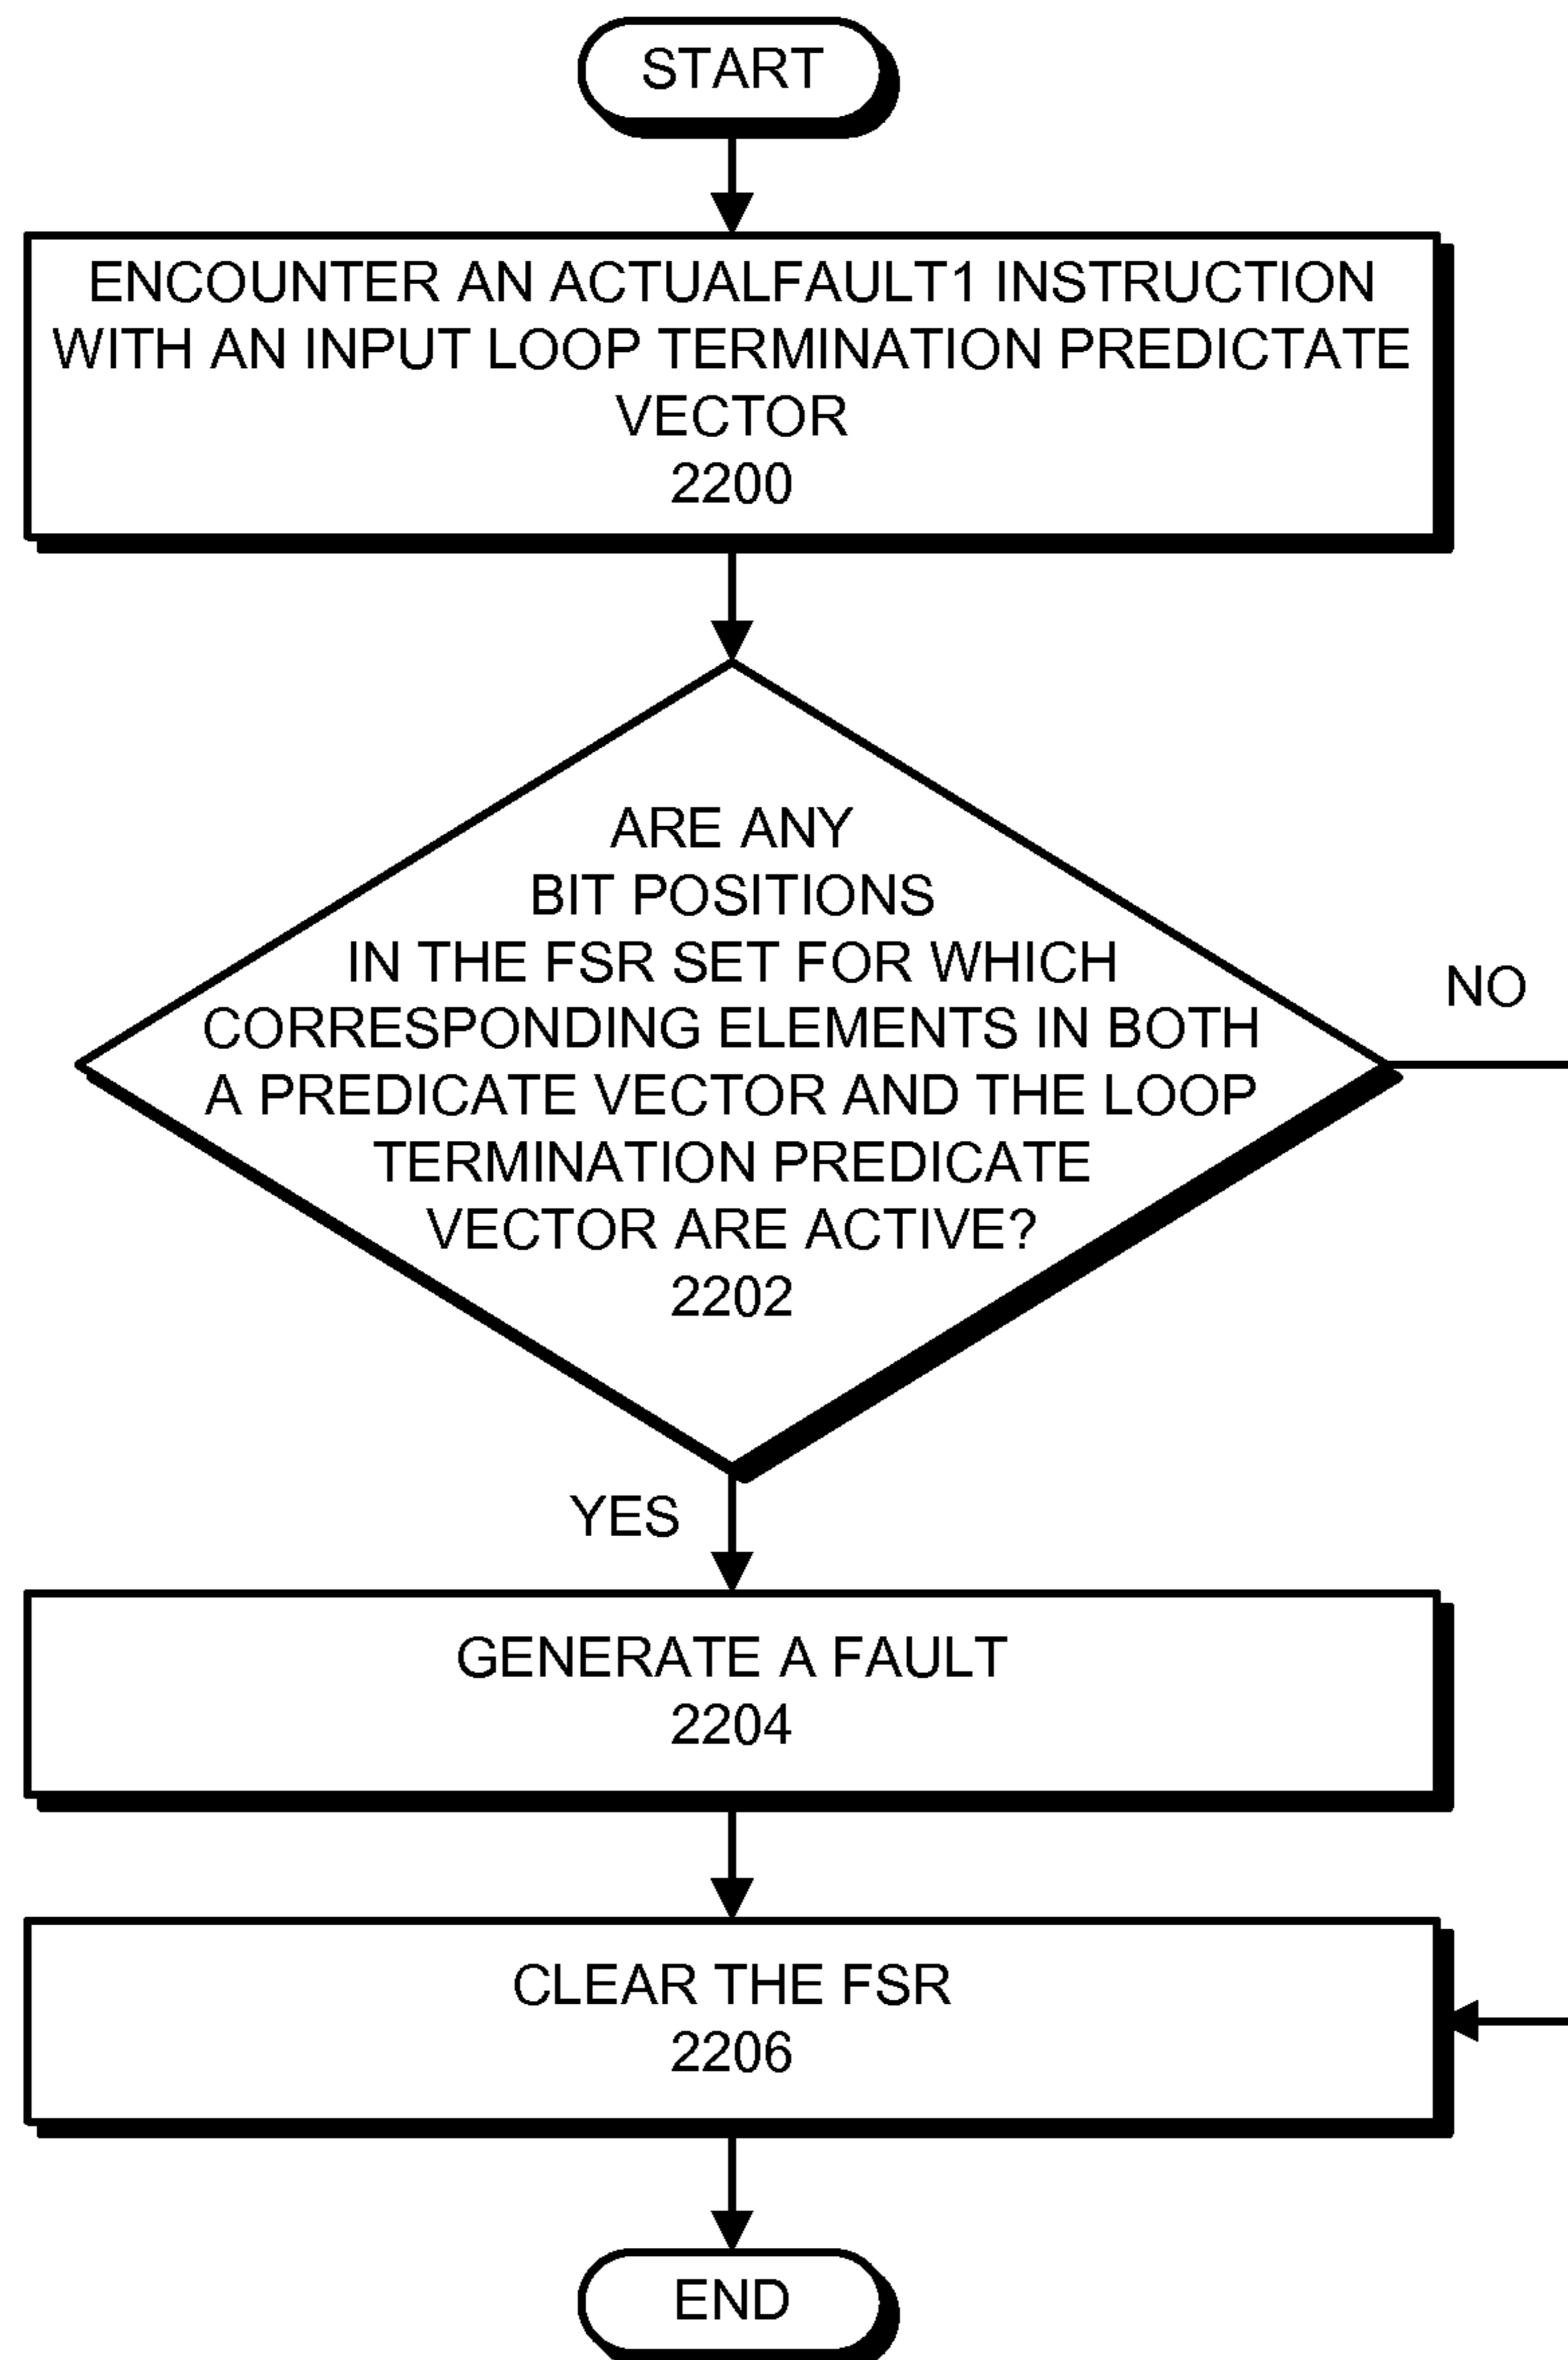 START
ENCOUNTER AN ACTUALFAULT1 INSTRUCTION
WITH AN INPUT LOOP TERMINATION PREDICTATE
VECTOR
2200
ARE ANY
BIT POSITIONS
IN THE FSR SET FOR WHICH
CORRESPONDING ELEMENTS IN BOTH
A PREDICATE VECTOR AND THE LOOP
TERMINATION PREDICATE
VECTOR ARE ACTIVE?
2202
NO
YES
GENERATE A FAULT
2204
CLEAR THE FSR
2206
END